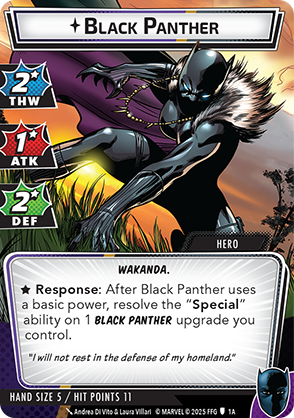 BLACK PANTHER
2
THW
1
ATK
2
DEF
HERO
WAKANDA.
★ Response: After Black Panther uses
a basic power, resolve the “Special”
ability on 1 BLACK PANTHER upgrade you
control.
"I will not rest in the defense of my homeland."
HAND SIZE 5 / HIT POINTS 11
Andrea Di Vito & Laura Villari © MARVEL © 2025 FFG 1A